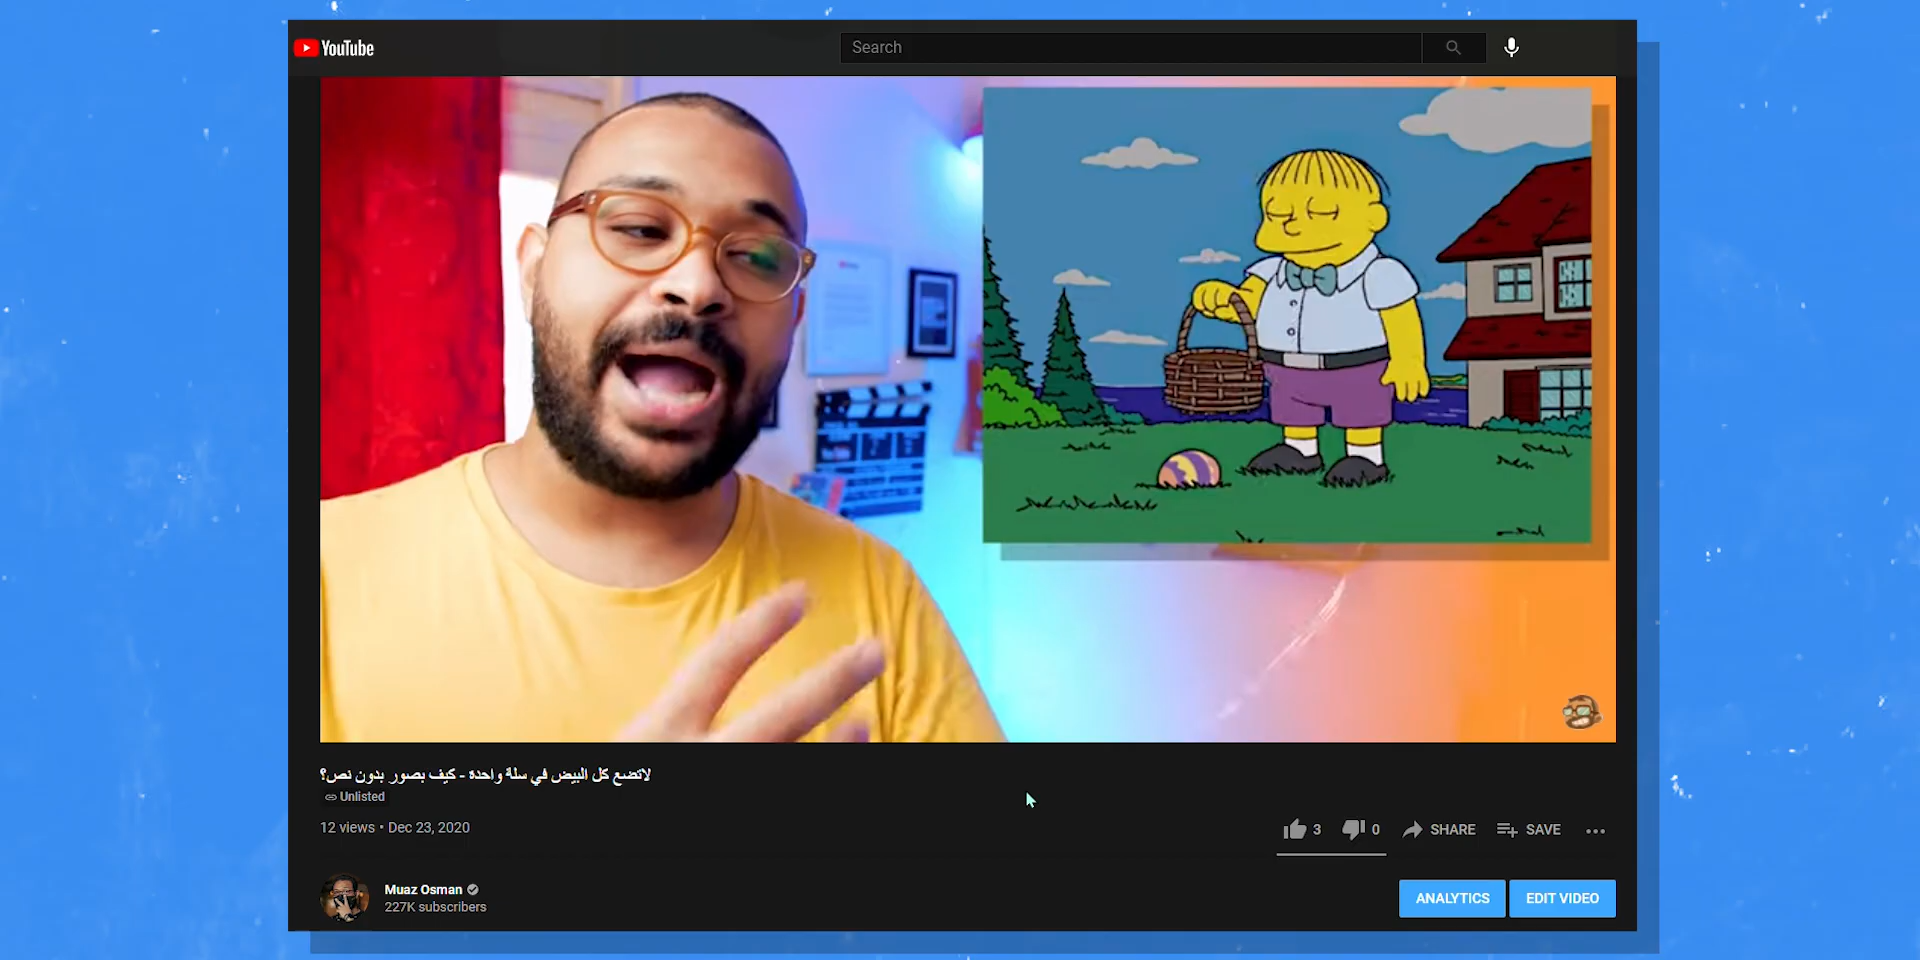 YouTube
Search
لاتضع كل البيض في سلة واحدة - كيف بصور بدون نص؟
Unlisted
12 views • Dec 23, 2020
3
0
SHARE
SAVE
Muaz Osman
227K subscribers
ANALYTICS
EDIT VIDEO